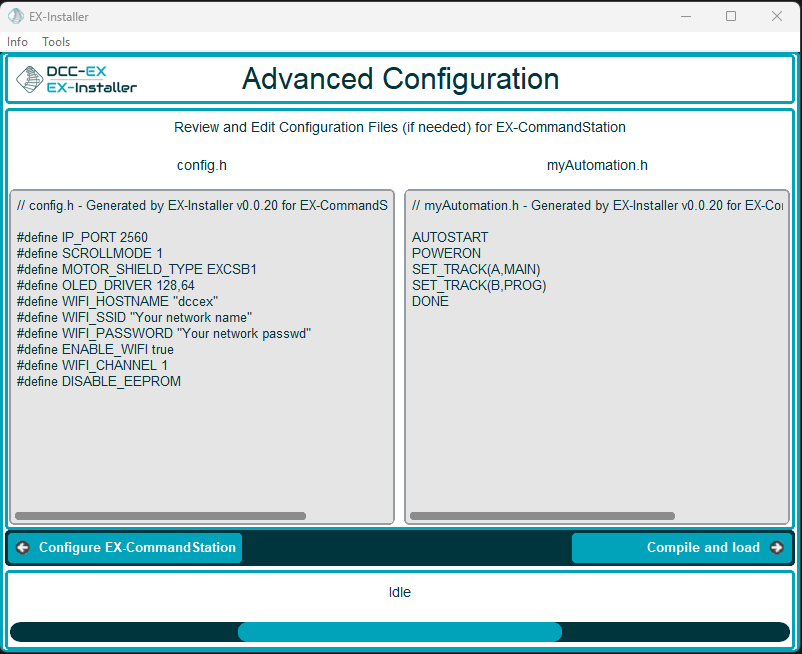 EX-Installer
Info Tools
DCC-EX
EX-Installer
Advanced Configuration
Review and Edit Configuration Files (if needed) for EX-CommandStation
config.h
myAutomation.h
// config.h - Generated by EX-Installer v0.0.20 for EX-CommandS
#define IP_PORT 2560
#define SCROLLMODE 1
#define MOTOR_SHIELD_TYPE EXCSB1
#define OLED_DRIVER 128,64
#define WIFI_HOSTNAME "dccex"
#define WIFI_SSID "Your network name"
#define WIFI_PASSWORD "Your network passwd"
#define ENABLE_WIFI true
#define WIFI_CHANNEL 1
#define DISABLE_EEPROM
// myAutomation.h - Generated by EX-Installer v0.0.20 for EX-Co
AUTOSTART
POWERON
SET_TRACK(A,MAIN)
SET_TRACK(B,PROG)
DONE
Configure EX-CommandStation
Compile and load
Idle